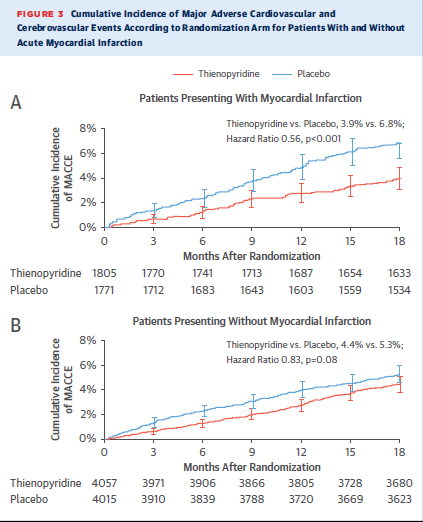 FIGURE 3 Cumulative Incidence of Major Adverse Cardiovascular and
Cerebrovascular Events According to Randomization Arm for Patients With and Without
Acute Myocardial Infarction
Thienopyridine Placebo
A
Patients Presenting With Myocardial Infarction
Thienopyridine vs. Placebo, 3.9% vs. 6.8%;
Hazard Ratio 0.56, p<0.001
Cumulative Incidence
of MACCE
8%
6%
4%
2%
0%
0 3 6 9 12 15 18
Months After Randomization
Thienopyridine 1805 1770 1741 1713 1687 1654 1633
Placebo 1771 1712 1683 1643 1603 1559 1534
B
Patients Presenting Without Myocardial Infarction
Thienopyridine vs. Placebo, 4.4% vs. 5.3%;
Hazard Ratio 0.83, p=0.08
Cumulative Incidence
of MACCE
8%
6%
4%
2%
0%
0 3 6 9 12 15 18
Months After Randomization
Thienopyridine 4057 3971 3906 3866 3805 3728 3680
Placebo 4015 3910 3839 3788 3720 3669 3623